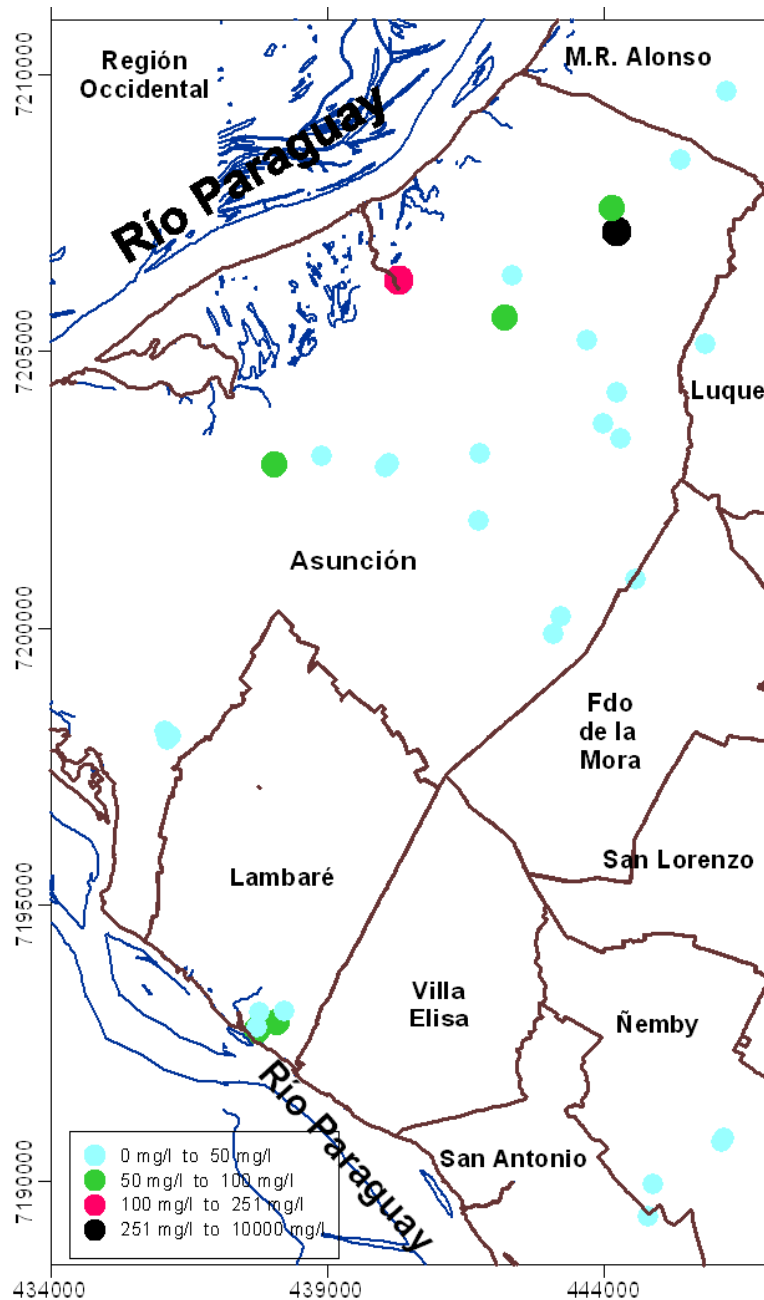 Región
Occidental
M.R. Alonso
7210000
Río Paraguay
7205000
Luque
Asunción
7200000
Fdo
de la
Mora
San Lorenzo
Lambaré
7195000
Villa
Elisa
Ñemby
Río Paraguay
San Antonio
7190000
0 mg/l to 50 mg/l
50 mg/l to 100 mg/l
100 mg/l to 251 mg/l
251 mg/l to 10000 mg/l
434000
439000
444000